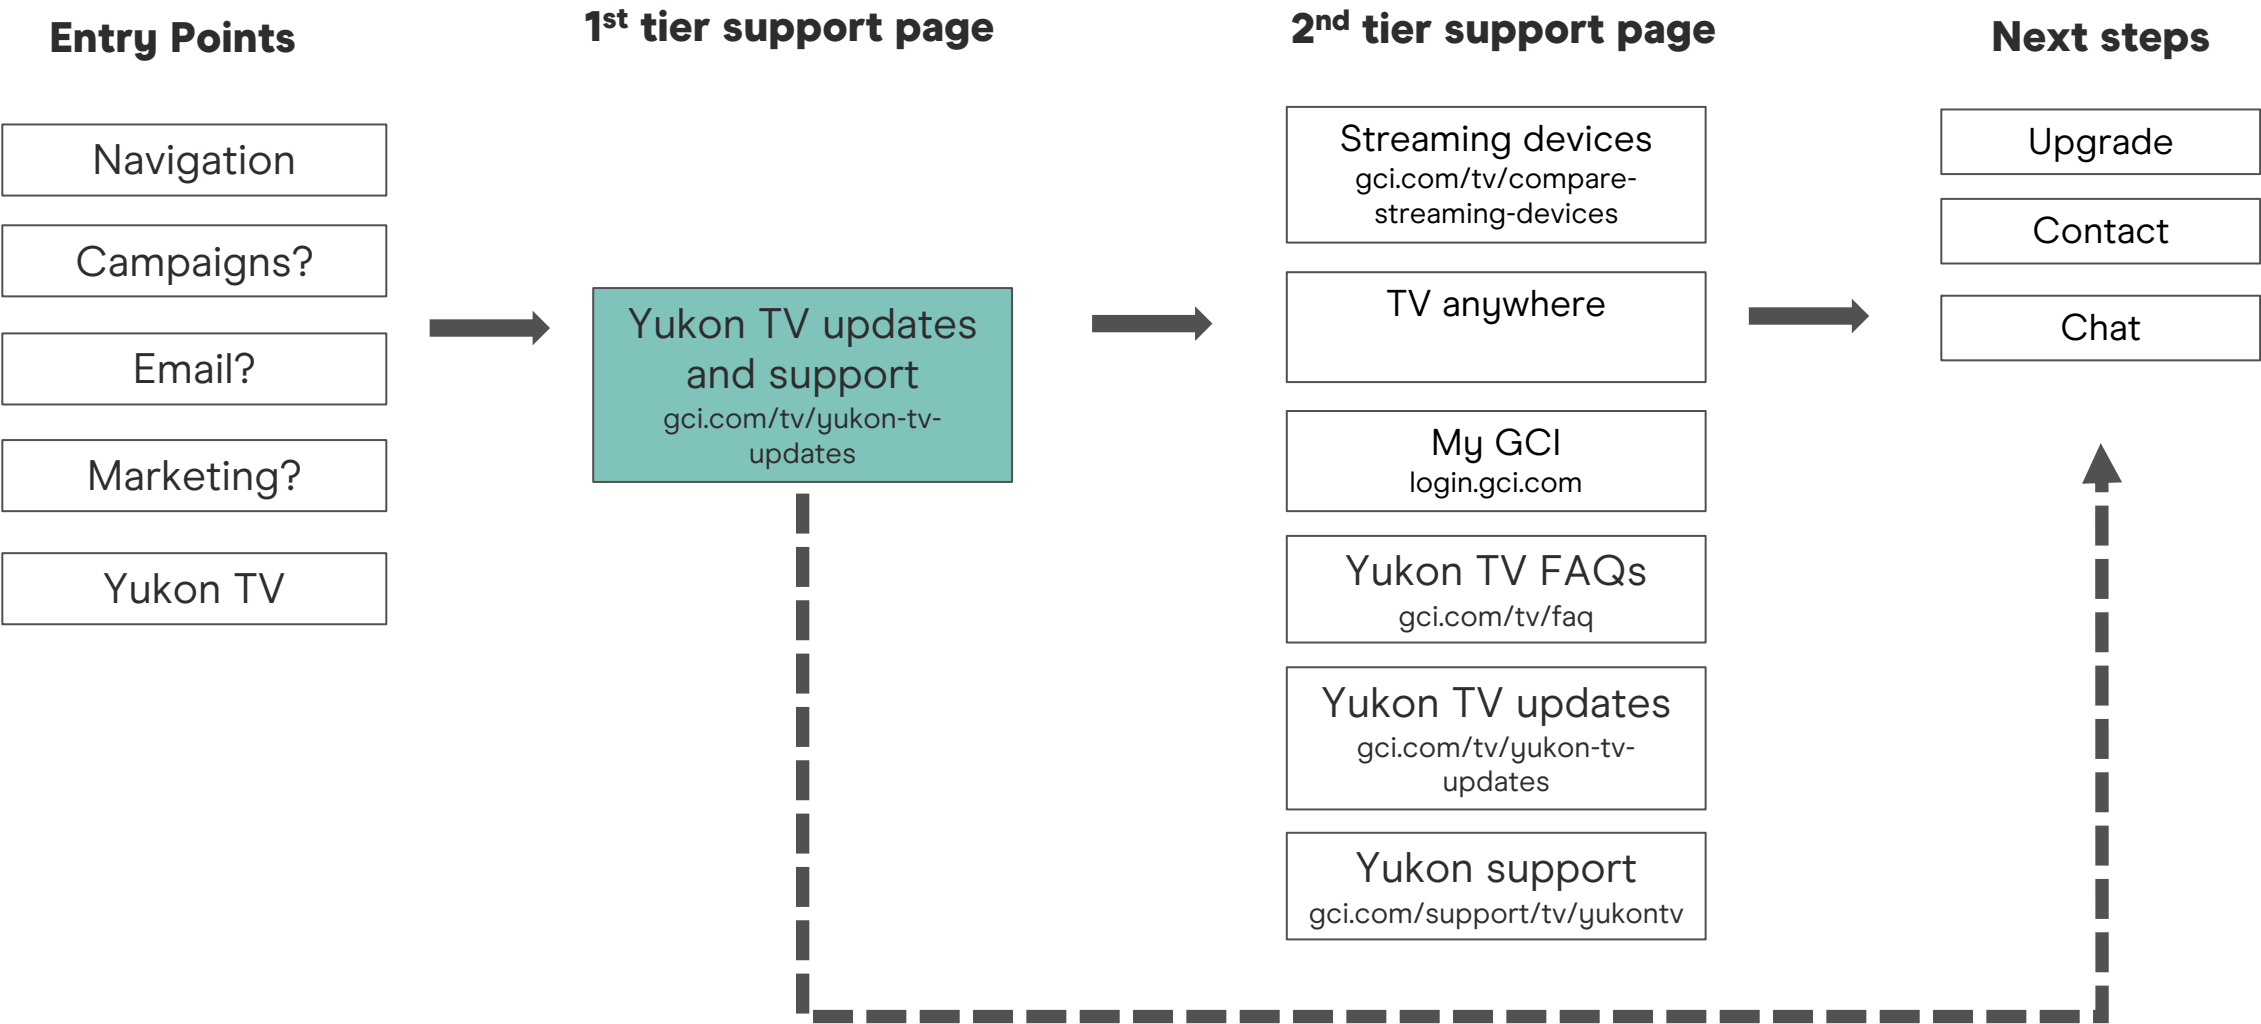 Entry Points
Navigation
Campaigns?
Email?
Marketing?
Yukon TV
1st tier support page
Yukon TV updates
and support
gci.com/tv/yukon-tv-
updates
2nd tier support page
Streaming devices
gci.com/tv/compare-
streaming-devices
TV anywhere
My GCI
login.gci.com
Yukon TV FAQs
gci.com/tv/faq
Yukon TV updates
gci.com/tv/yukon-tv-
updates
Yukon support
gci.com/support/tv/yukontv
Next steps
Upgrade
Contact
Chat